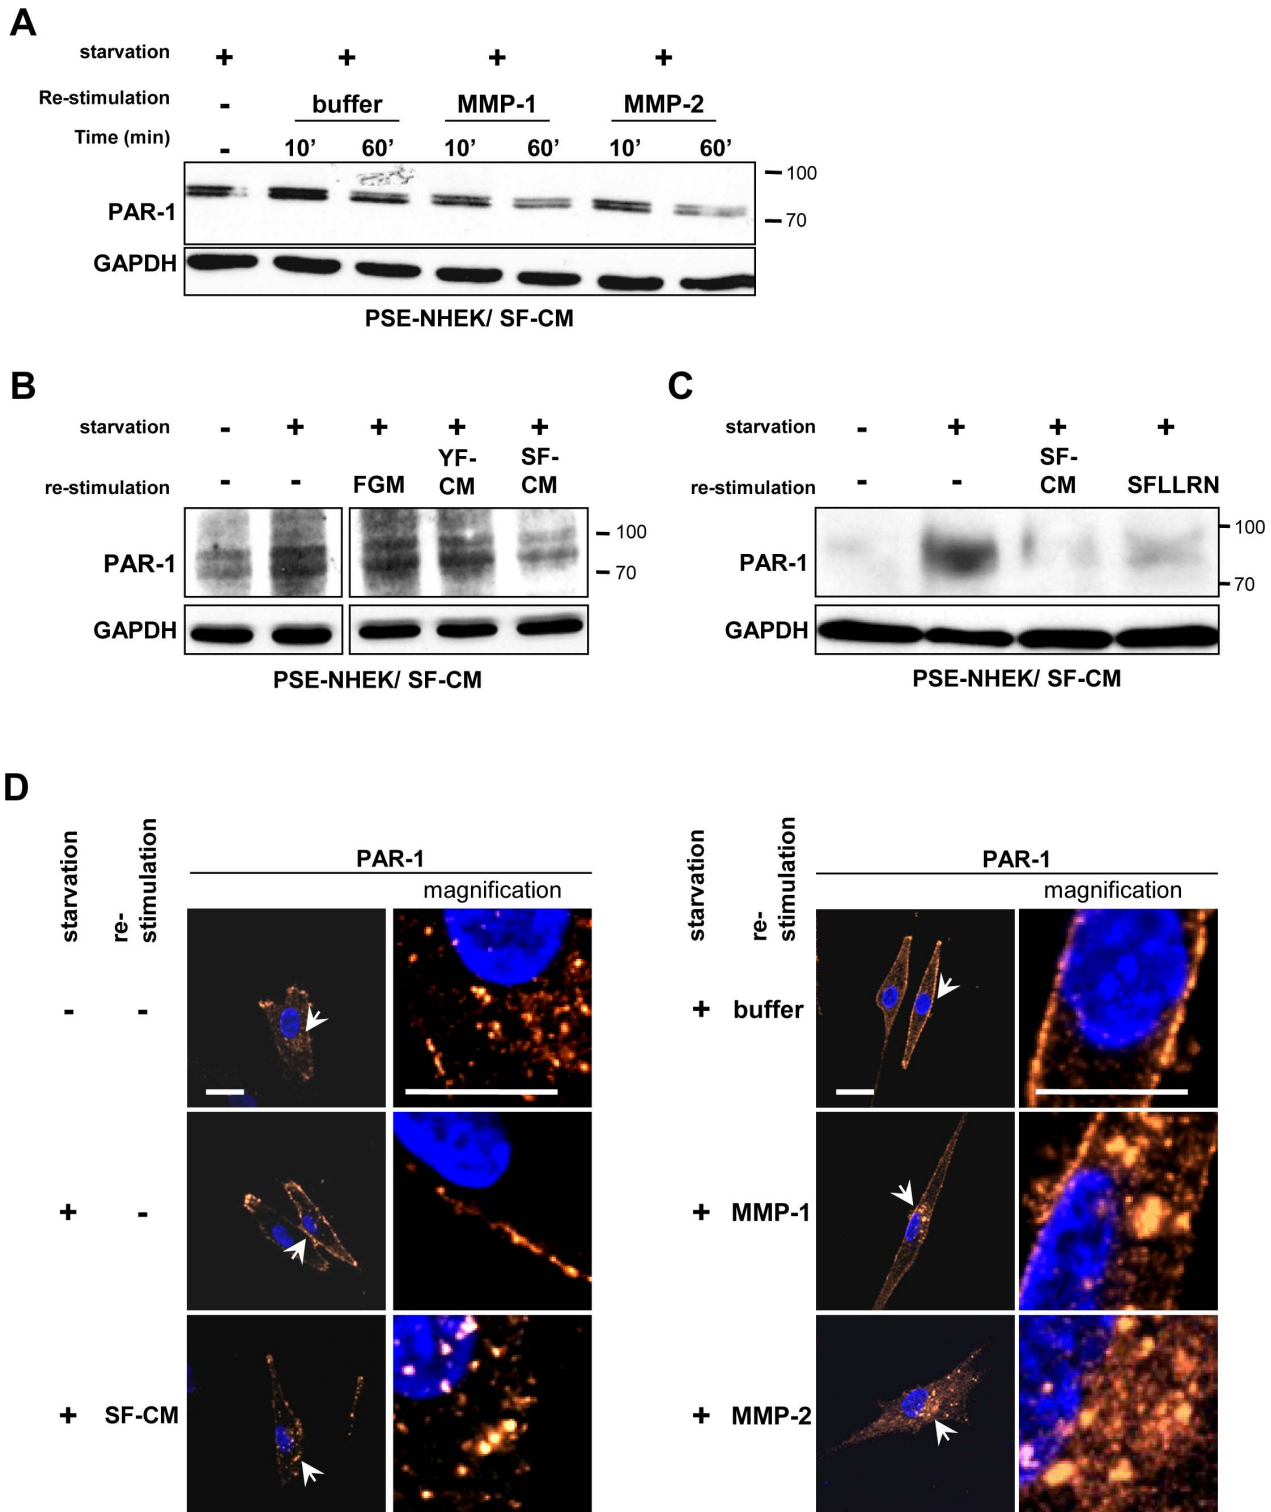 A
starvation + + + +
Re-stimulation - buffer MMP-1 MMP-2
Time (min) - 10’ 60’ 10’ 60’ 10’ 60’
PAR-1
100
70
GAPDH
PSE-NHEK/ SF-CM
B
starvation - + + + +
re-stimulation - - FGM YF-CM SF-CM
PAR-1
100
70
GAPDH
PSE-NHEK/ SF-CM
C
starvation - + + +
re-stimulation - - SF-CM SFLLRN
PAR-1
100
70
GAPDH
PSE-NHEK/ SF-CM
D
starvation
re-stimulation
PAR-1
magnification
- -
+ -
+ SF-CM
starvation
re-stimulation
PAR-1
magnification
+ buffer
+ MMP-1
+ MMP-2